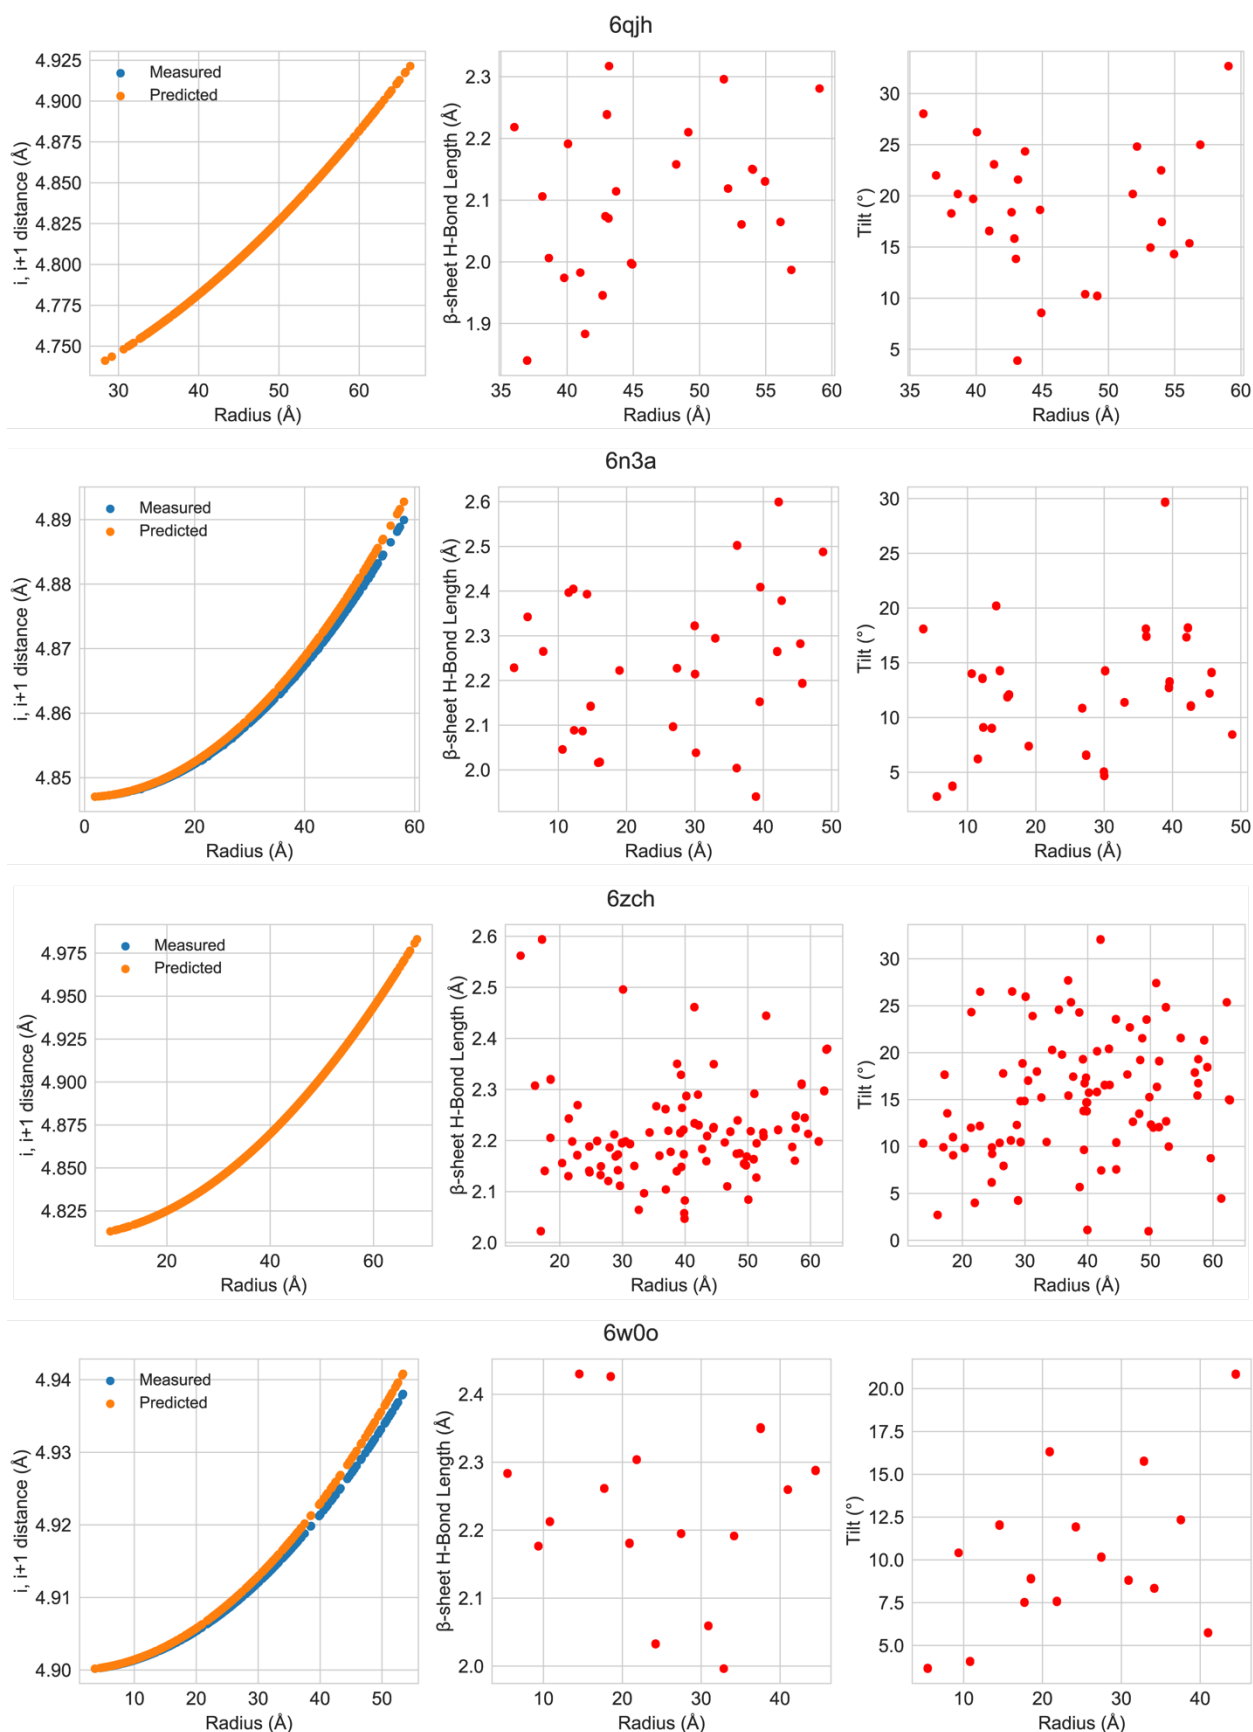 6qjh
4.925
4.900
4.875
4.850
4.825
4.800
4.775
4.750
i, i+1 distance (Å)
Measured
Predicted
30 40 50 60
Radius (Å)
2.3
2.2
2.1
2.0
1.9
β-sheet H-Bond Length (Å)
35 40 45 50 55 60
Radius (Å)
30
25
20
15
10
5
Tilt (°)
35 40 45 50 55 60
Radius (Å)
6n3a
4.89
4.88
4.87
4.86
4.85
i, i+1 distance (Å)
Measured
Predicted
0 20 40 60
Radius (Å)
2.6
2.5
2.4
2.3
2.2
2.1
2.0
β-sheet H-Bond Length (Å)
10 20 30 40 50
Radius (Å)
30
25
20
15
10
5
Tilt (°)
10 20 30 40 50
Radius (Å)
6zch
4.975
4.950
4.925
4.900
4.875
4.850
4.825
i, i+1 distance (Å)
Measured
Predicted
20 40 60
Radius (Å)
2.6
2.5
2.4
2.3
2.2
2.1
2.0
β-sheet H-Bond Length (Å)
20 30 40 50 60
Radius (Å)
30
25
20
15
10
5
0
Tilt (°)
20 30 40 50 60
Radius (Å)
6w0o
4.94
4.93
4.92
4.91
4.90
i, i+1 distance (Å)
Measured
Predicted
10 20 30 40 50
Radius (Å)
2.4
2.3
2.2
2.1
2.0
β-sheet H-Bond Length (Å)
10 20 30 40
Radius (Å)
20.0
17.5
15.0
12.5
10.0
7.5
5.0
Tilt (°)
10 20 30 40
Radius (Å)